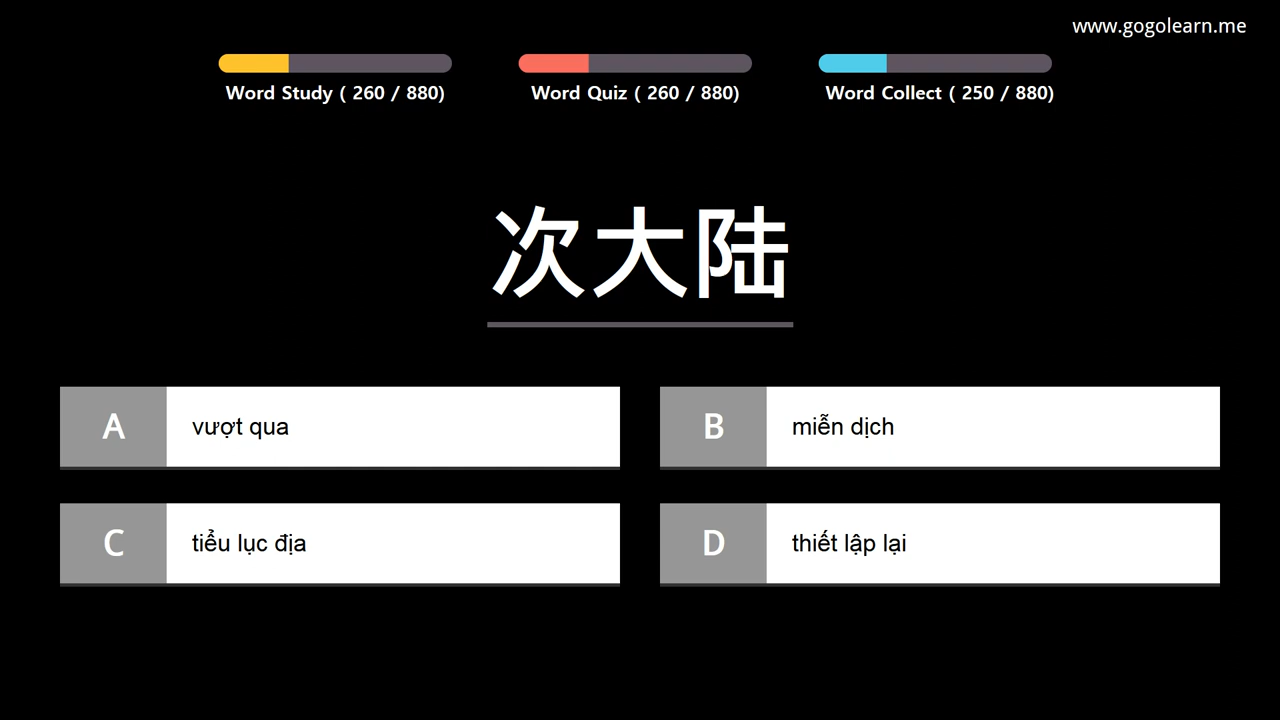 www.gogolearn.me
Word Study ( 260 / 880)
Word Quiz ( 260 / 880)
Word Collect ( 250 / 880)
次大陆
A vượt qua
B miễn dịch
C tiểu lục địa
D thiết lập lại